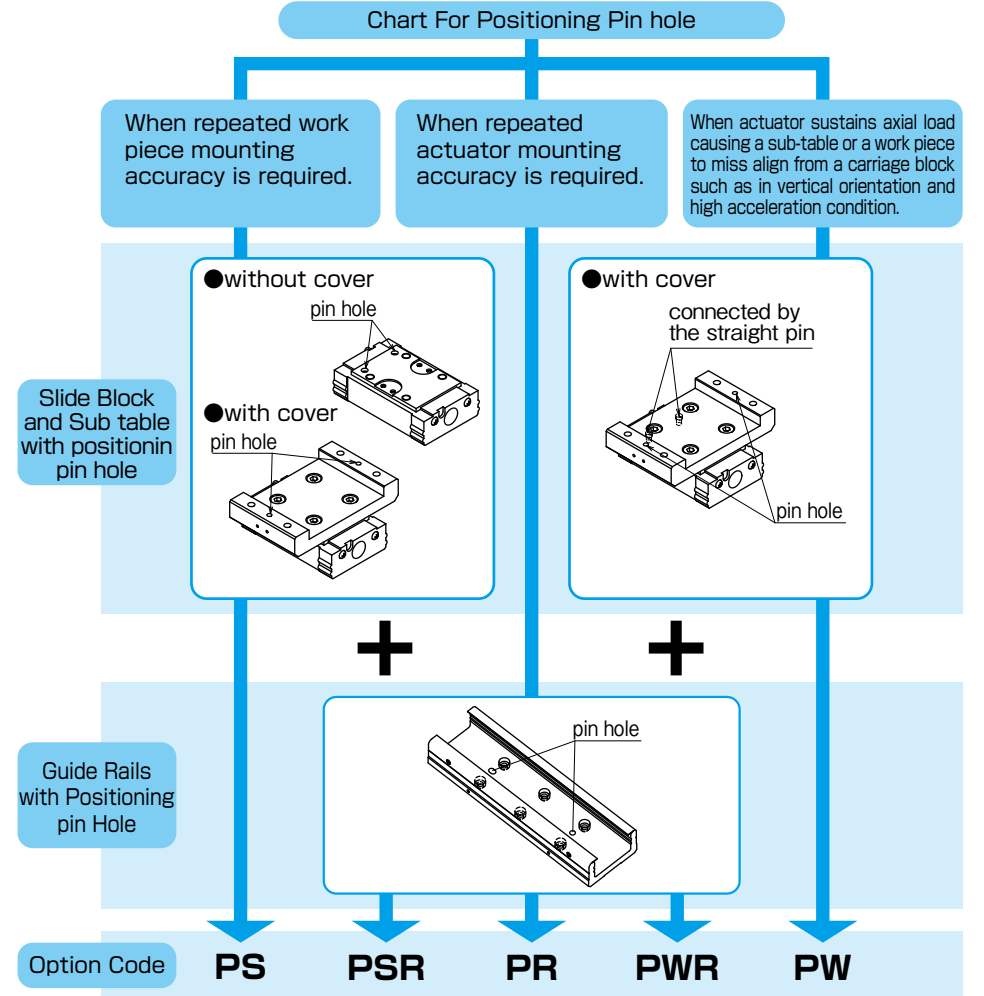 Chart For Positioning Pin hole
When repeated work
piece mounting
accuracy is required.
When repeated
actuator mounting
accuracy is required.
When actuator sustains axial load
causing a sub-table or a work piece
to miss align from a carriage block
such as in vertical orientation and
high acceleration condition.
Slide Block
and Sub table
with positionin
pin hole
●without cover
pin hole
●with cover
pin hole
●with cover
connected by
the straight pin
pin hole
+
+
Guide Rails
with Positioning
pin Hole
pin hole
Option Code
PS
PSR
PR
PWR
PW